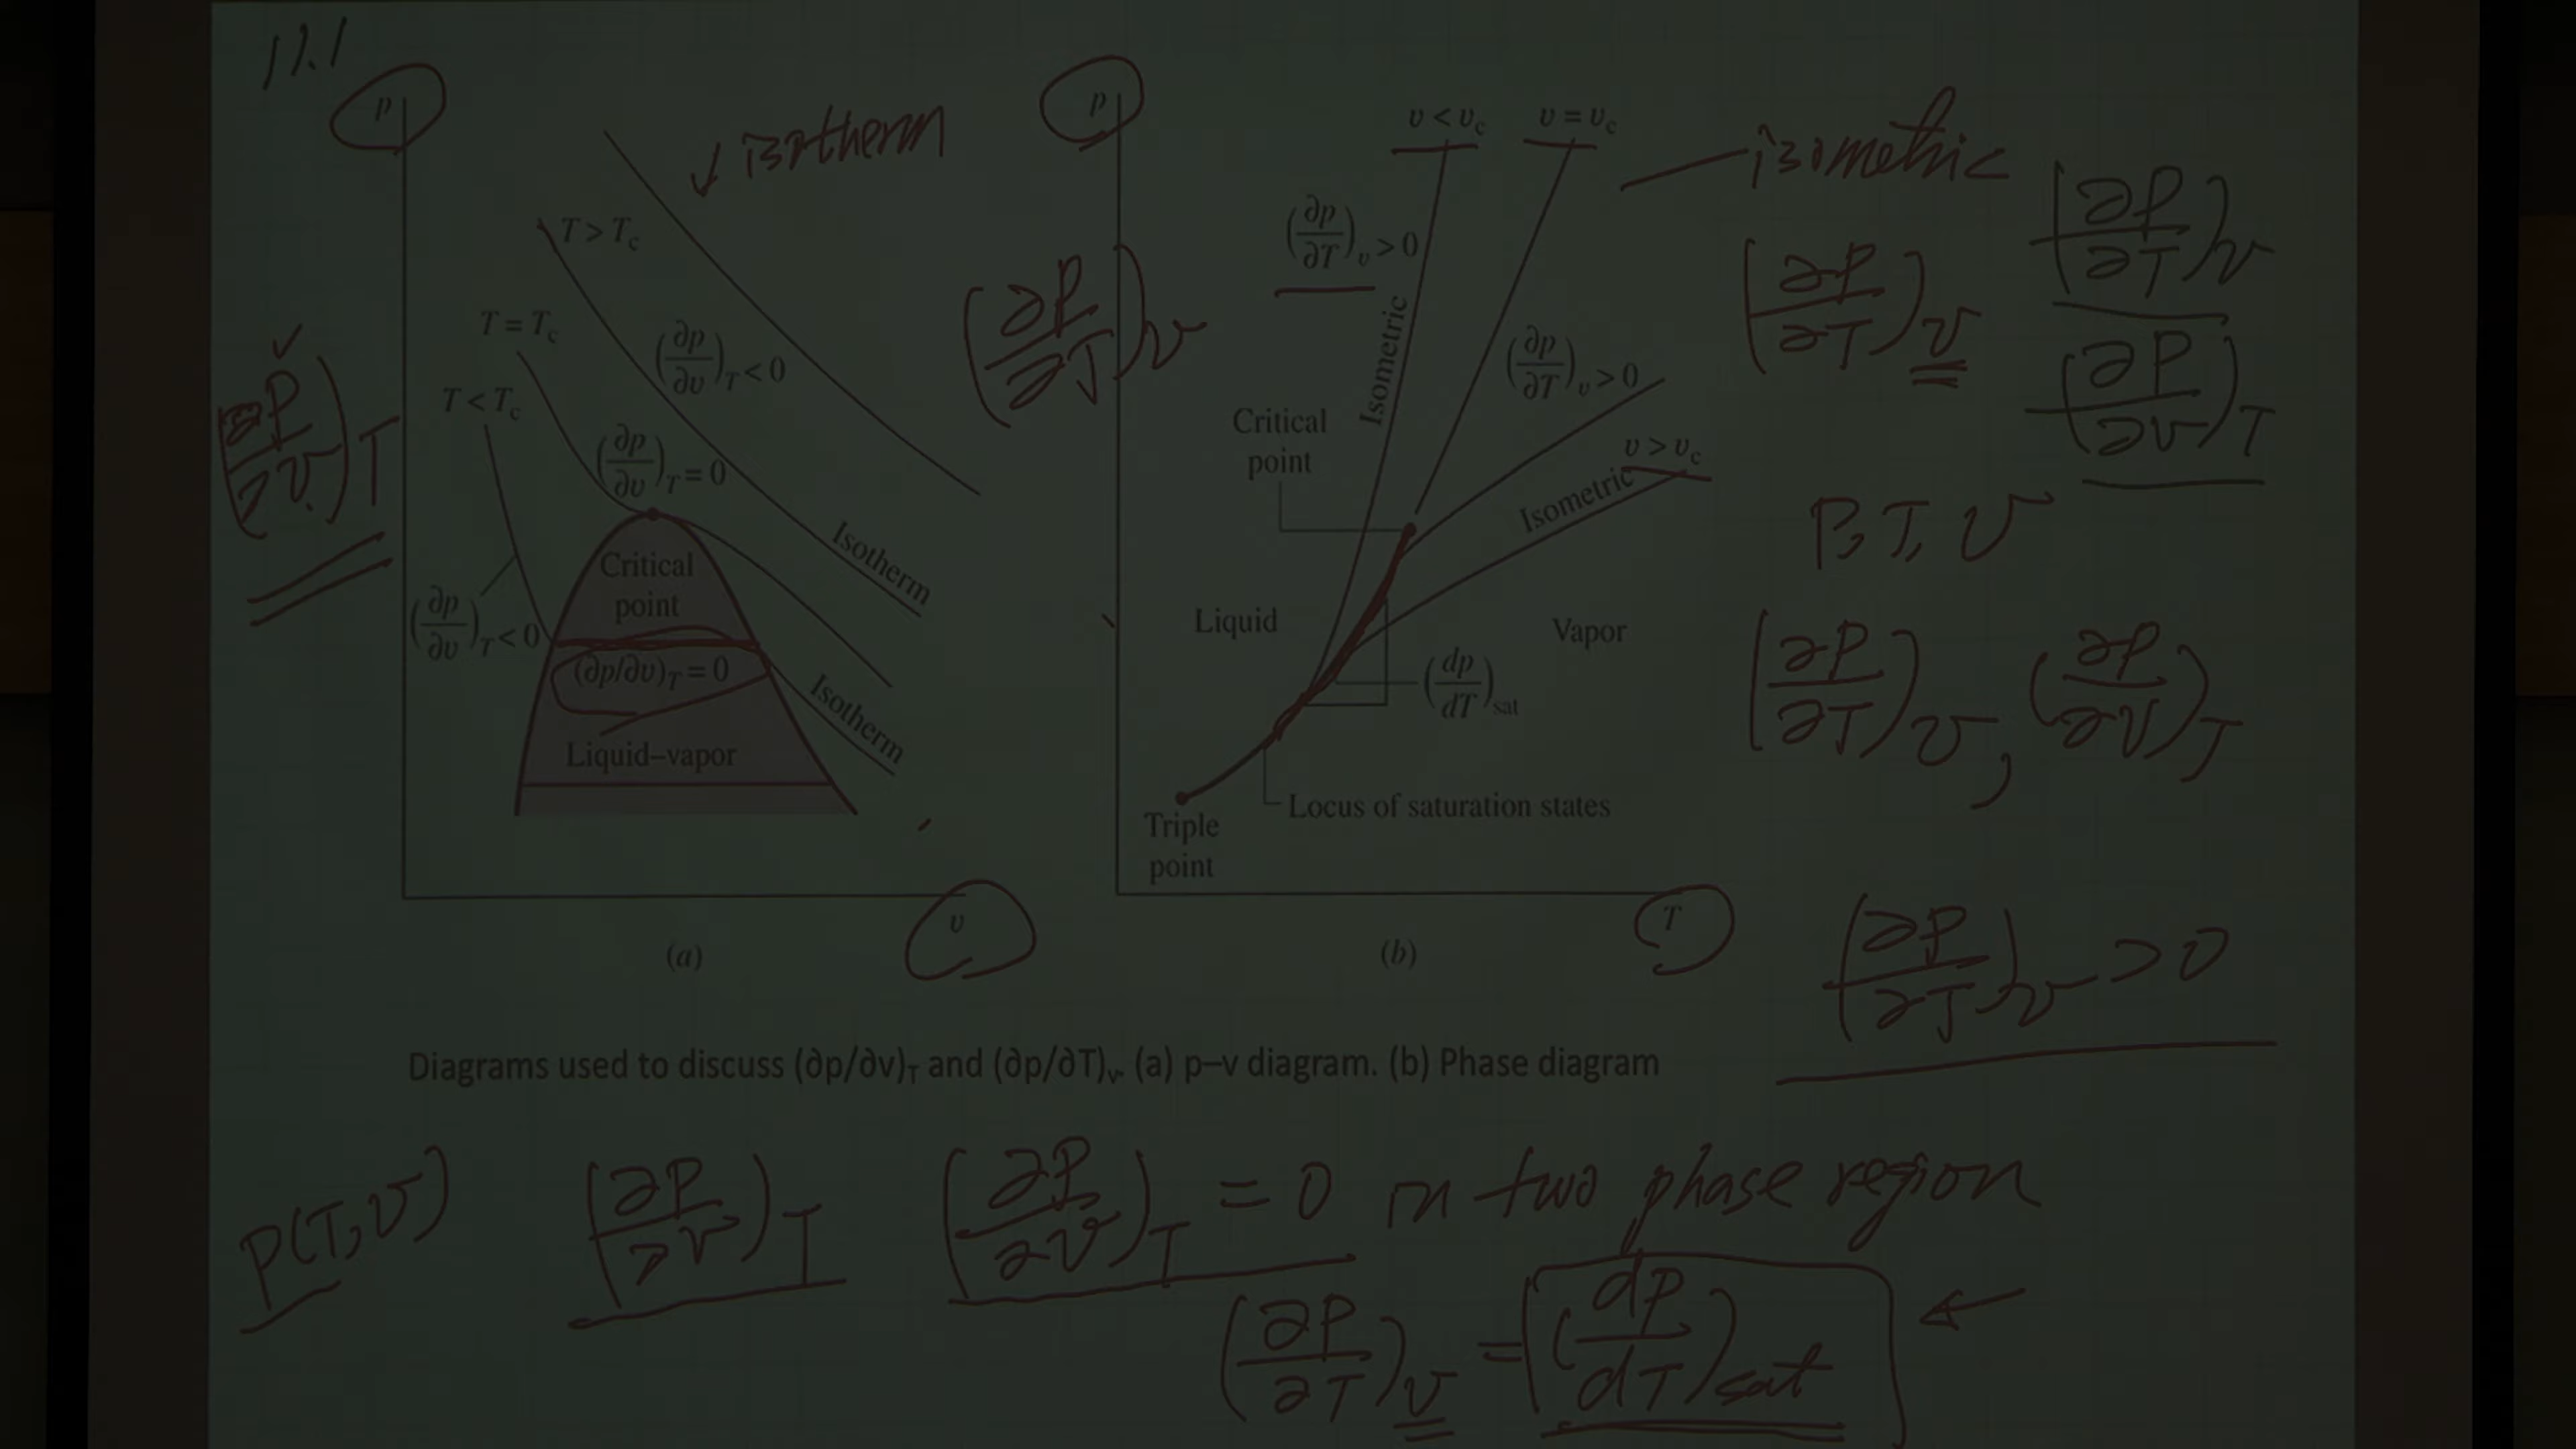 11.1
p
↓ isotherm
T > Tc
T = Tc
T < Tc
(∂p/∂v)T < 0
(∂p/∂v)T = 0
(∂P/∂v)T
(∂p/∂v)T < 0
Critical
point
(∂p/∂v)T = 0
Liquid–vapor
Isotherm
Isotherm
v
(a)
p
v < vc
v = vc
isometric
(∂p/∂T)v > 0
(∂P/∂T)v
Isometric
(∂p/∂T)v > 0
Critical
point
v > vc
Isometric
Liquid
Vapor
(dp/dT)sat
Locus of saturation states
Triple
point
T
(b)
(∂P/∂T)v
(∂P/∂T)v
(∂P/∂v)T
P, T, v
(∂P/∂T)v, (∂P/∂v)T
(∂P/∂T)v > 0
Diagrams used to discuss (∂p/∂v)T and (∂p/∂T)v. (a) p–v diagram. (b) Phase diagram
P(T,v) (∂P/∂v)T (∂P/∂v)T = 0 in two phase region
(∂P/∂T)v = (dP/dT)sat ←